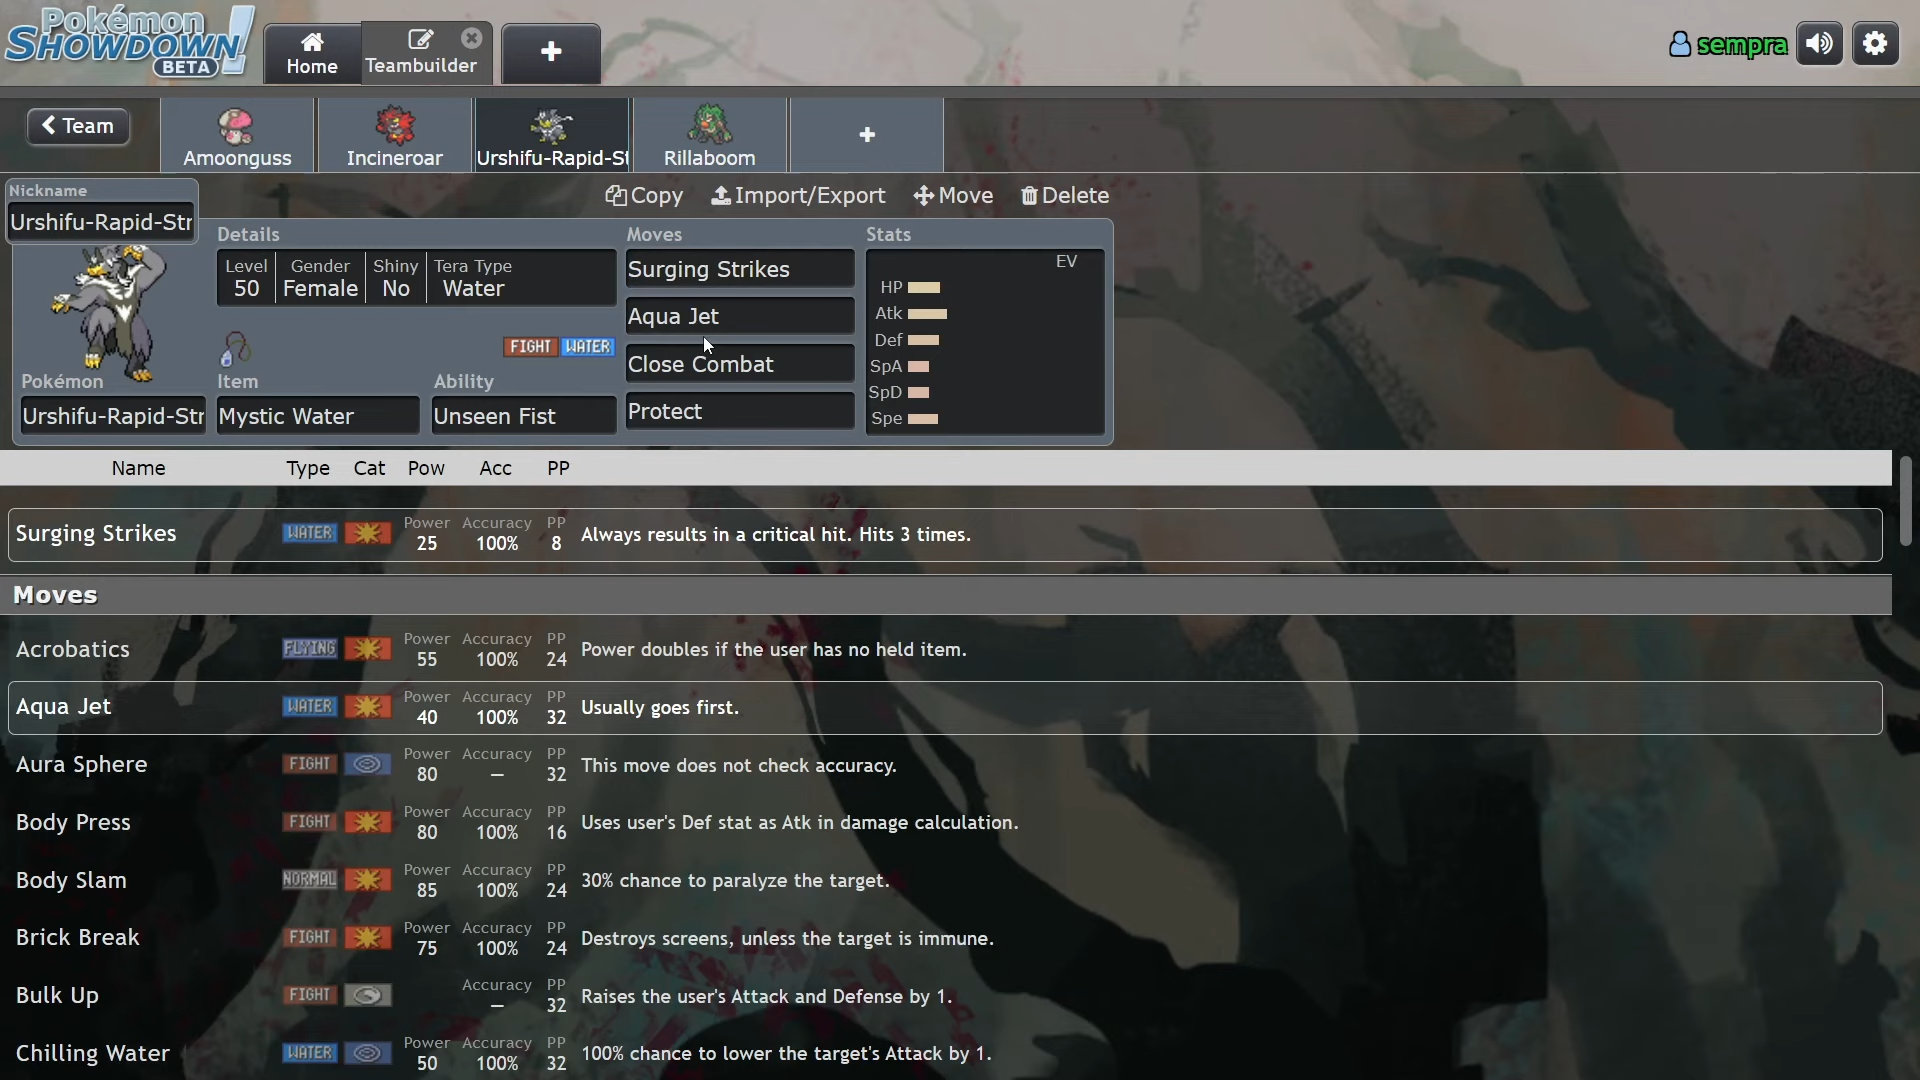 Pokémon
SHOWDOWN!
BETA
Home
Teambuilder
sempra
Team
Amoonguss
Incineroar
Urshifu-Rapid-St
Rillaboom
+
Nickname
Urshifu-Rapid-Str
Copy
Import/Export
Move
Delete
Details
Level
50
Gender
Female
Shiny
No
Tera Type
Water
FIGHT WATER
Pokémon
Urshifu-Rapid-Str
Item
Mystic Water
Ability
Unseen Fist
Moves
Surging Strikes
Aqua Jet
Close Combat
Protect
Stats
EV
HP
Atk
Def
SpA
SpD
Spe
Name Type Cat Pow Acc PP
Surging Strikes WATER Power 25 Accuracy 100% PP 8 Always results in a critical hit. Hits 3 times.
Moves
Acrobatics FLYING Power 55 Accuracy 100% PP 24 Power doubles if the user has no held item.
Aqua Jet WATER Power 40 Accuracy 100% PP 32 Usually goes first.
Aura Sphere FIGHT Power 80 Accuracy — PP 32 This move does not check accuracy.
Body Press FIGHT Power 80 Accuracy 100% PP 16 Uses user's Def stat as Atk in damage calculation.
Body Slam NORMAL Power 85 Accuracy 100% PP 24 30% chance to paralyze the target.
Brick Break FIGHT Power 75 Accuracy 100% PP 24 Destroys screens, unless the target is immune.
Bulk Up FIGHT Accuracy — PP 32 Raises the user's Attack and Defense by 1.
Chilling Water WATER Power 50 Accuracy 100% PP 32 100% chance to lower the target's Attack by 1.